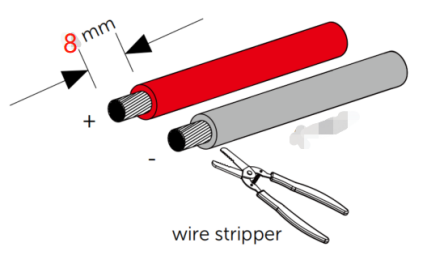 8 mm
+
-
wire stripper